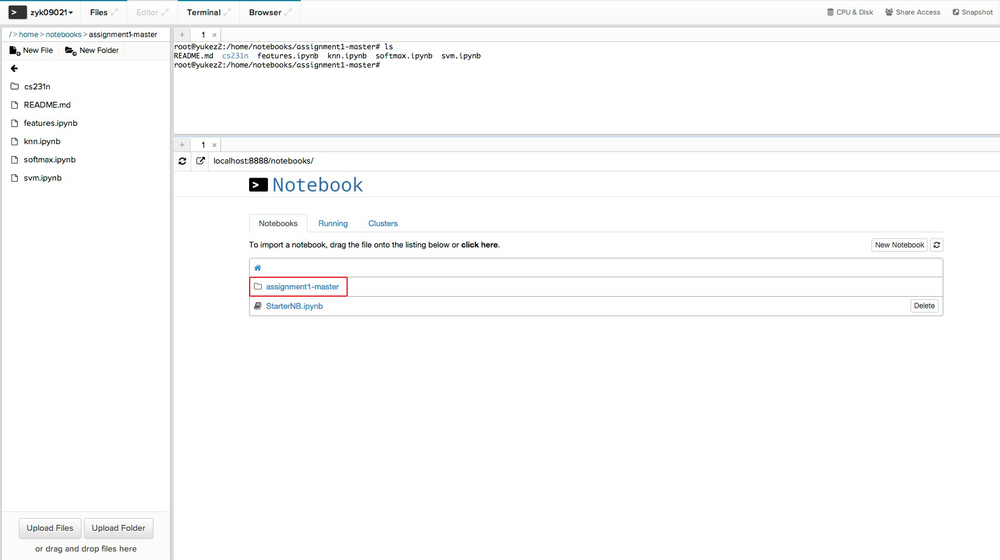 zyk09021 Files Editor Terminal Browser CPU & Disk Share Access Snapshot
/ > home > notebooks > assignment1-master
New File New Folder
cs231n
README.md
features.ipynb
knn.ipynb
softmax.ipynb
svm.ipynb
Upload Files Upload Folder
or drag and drop files here
+ 1 ×
root@yukez2:/home/notebooks/assignment1-master# ls
README.md cs231n features.ipynb knn.ipynb softmax.ipynb svm.ipynb
root@yukez2:/home/notebooks/assignment1-master#
+ 1 ×
localhost:8888/notebooks/
Notebook
Notebooks Running Clusters
To import a notebook, drag the file onto the listing below or click here. New Notebook
assignment1-master
StarterNB.ipynb Delete